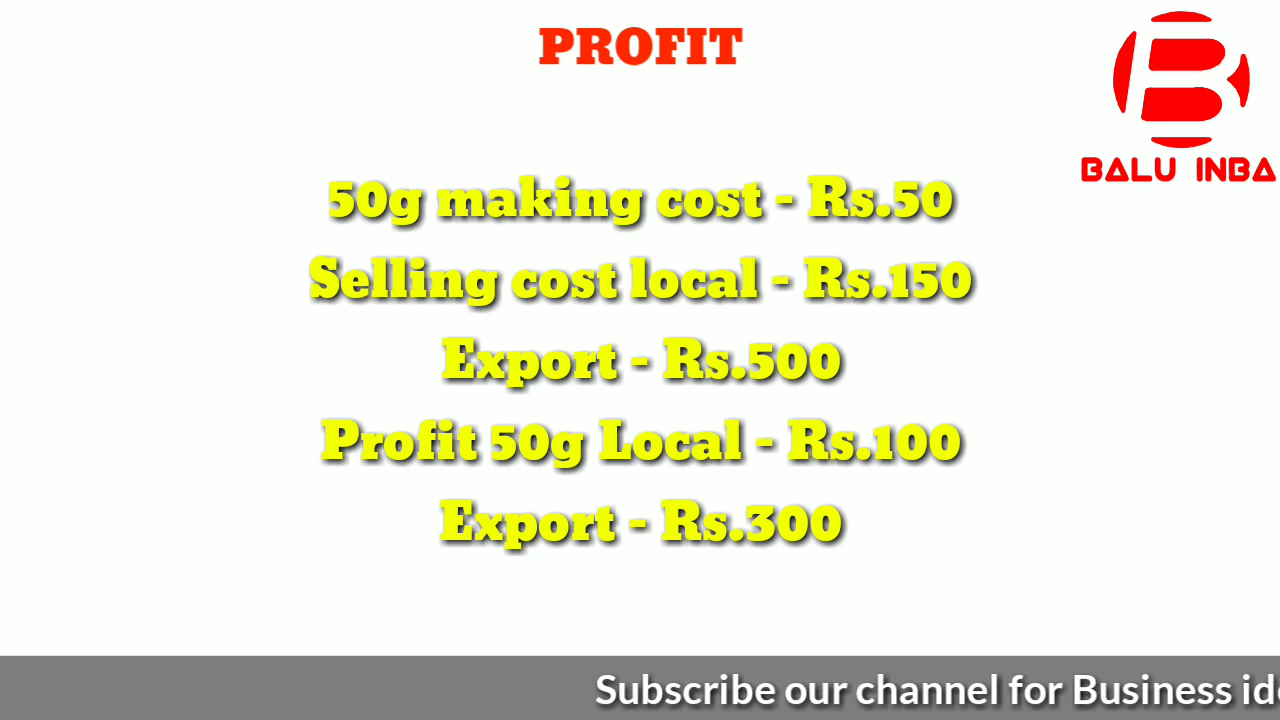 PROFIT
BALU INBA
50g making cost - Rs.50
Selling cost local - Rs.150
Export - Rs.500
Profit 50g Local - Rs.100
Export - Rs.300
Subscribe our channel for Business